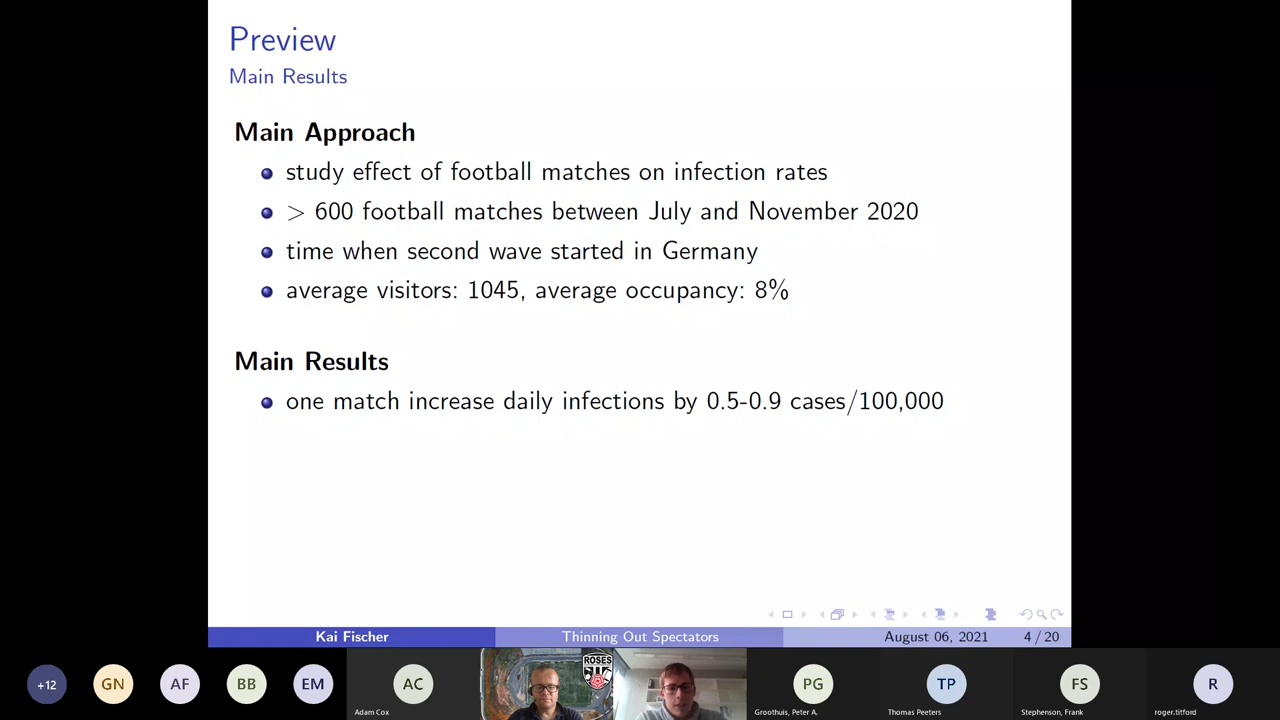 Preview
Main Results
Main Approach
study effect of football matches on infection rates
> 600 football matches between July and November 2020
time when second wave started in Germany
average visitors: 1045, average occupancy: 8%
Main Results
one match increase daily infections by 0.5-0.9 cases/100,000
Kai Fischer
Thinning Out Spectators
August 06, 2021
4 / 20
+12
GN
AF
BB
EM
AC
Adam Cox
ROSES
PG
Groothuis, Peter A.
TP
Thomas Peeters
FS
Stephenson, Frank
R
roger.titford